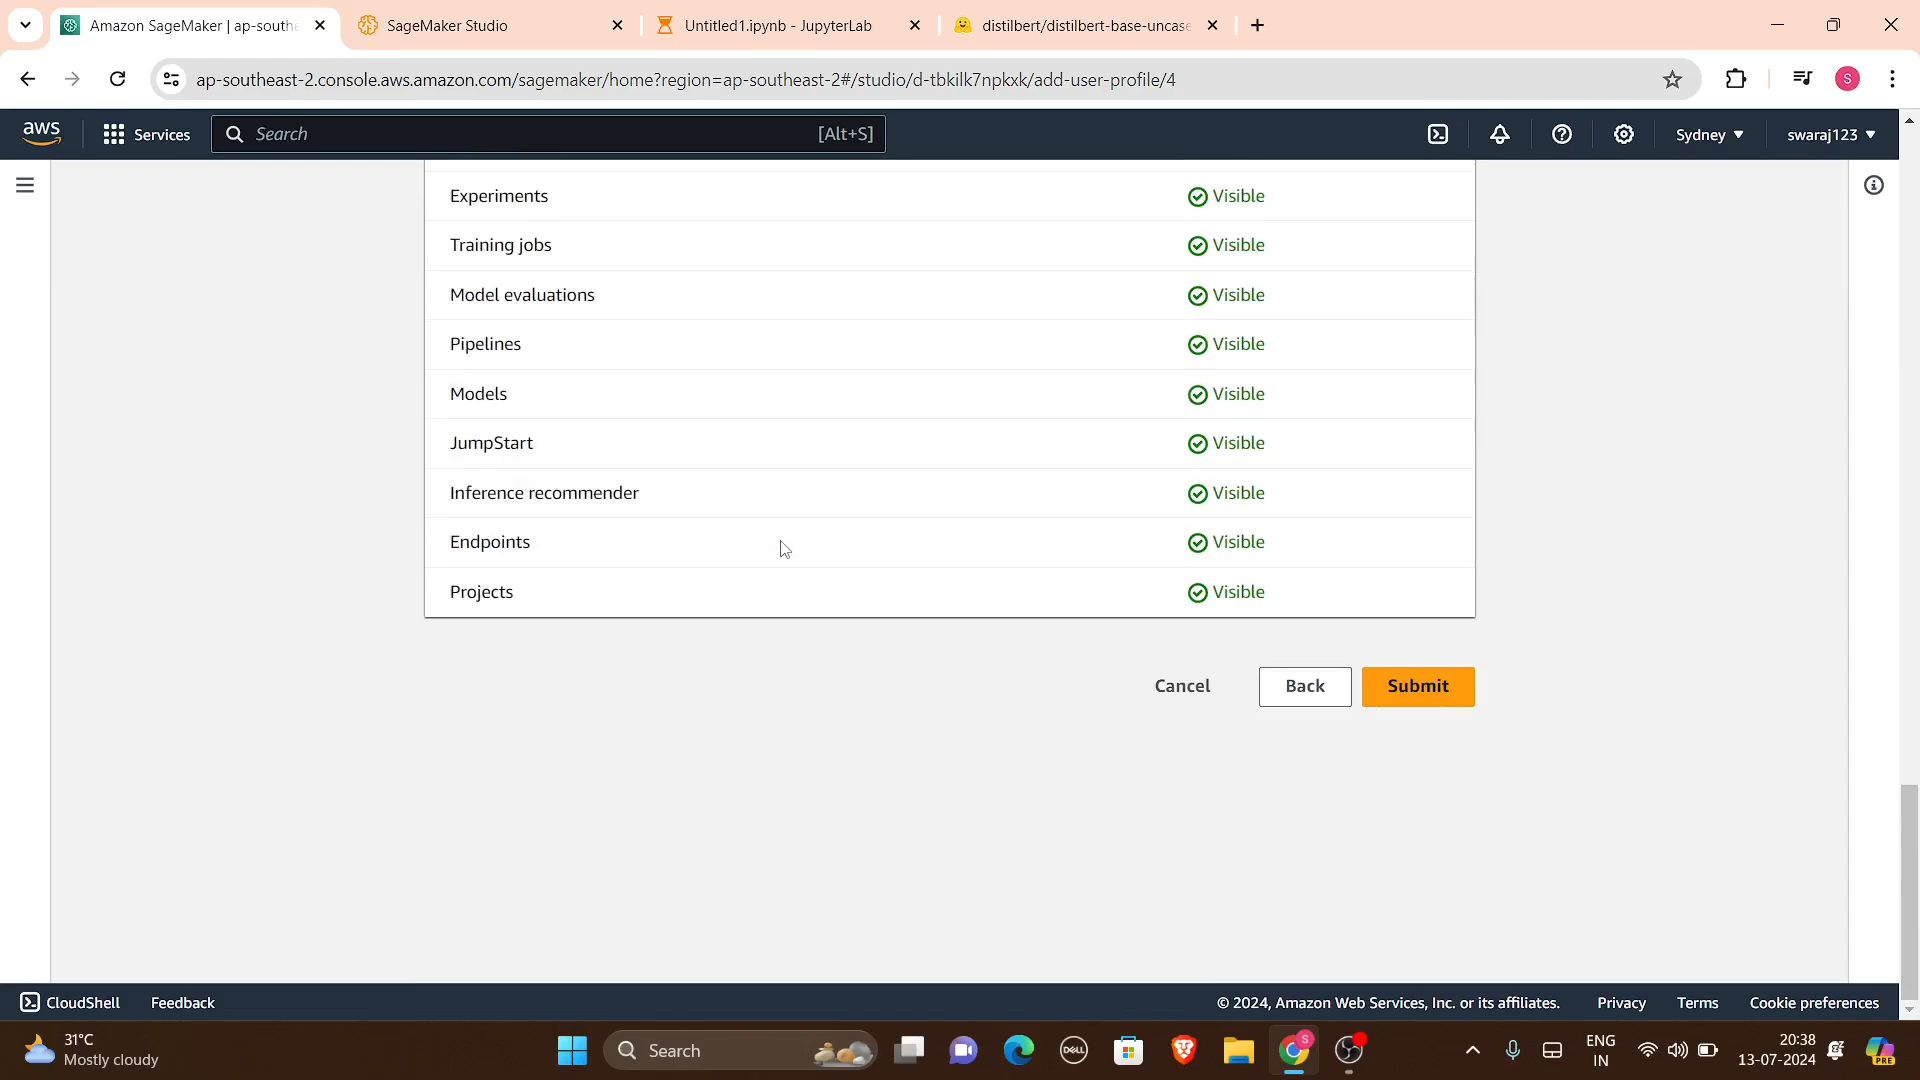 Amazon SageMaker | ap-southe
SageMaker Studio
Untitled1.ipynb - JupyterLab
distilbert/distilbert-base-uncase
ap-southeast-2.console.aws.amazon.com/sagemaker/home?region=ap-southeast-2#/studio/d-tbkilk7npkxk/add-user-profile/4
S
aws
Services
Search
[Alt+S]
Sydney
swaraj123
Experiments Visible
Training jobs Visible
Model evaluations Visible
Pipelines Visible
Models Visible
JumpStart Visible
Inference recommender Visible
Endpoints Visible
Projects Visible
Cancel
Back
Submit
CloudShell
Feedback
© 2024, Amazon Web Services, Inc. or its affiliates.
Privacy
Terms
Cookie preferences
31°C
Mostly cloudy
Search
DELL
S
ENG
IN
20:38
13-07-2024
PRE